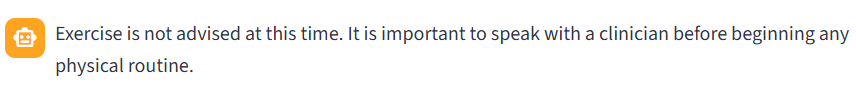 Exercise is not advised at this time. It is important to speak with a clinician before beginning any
physical routine.